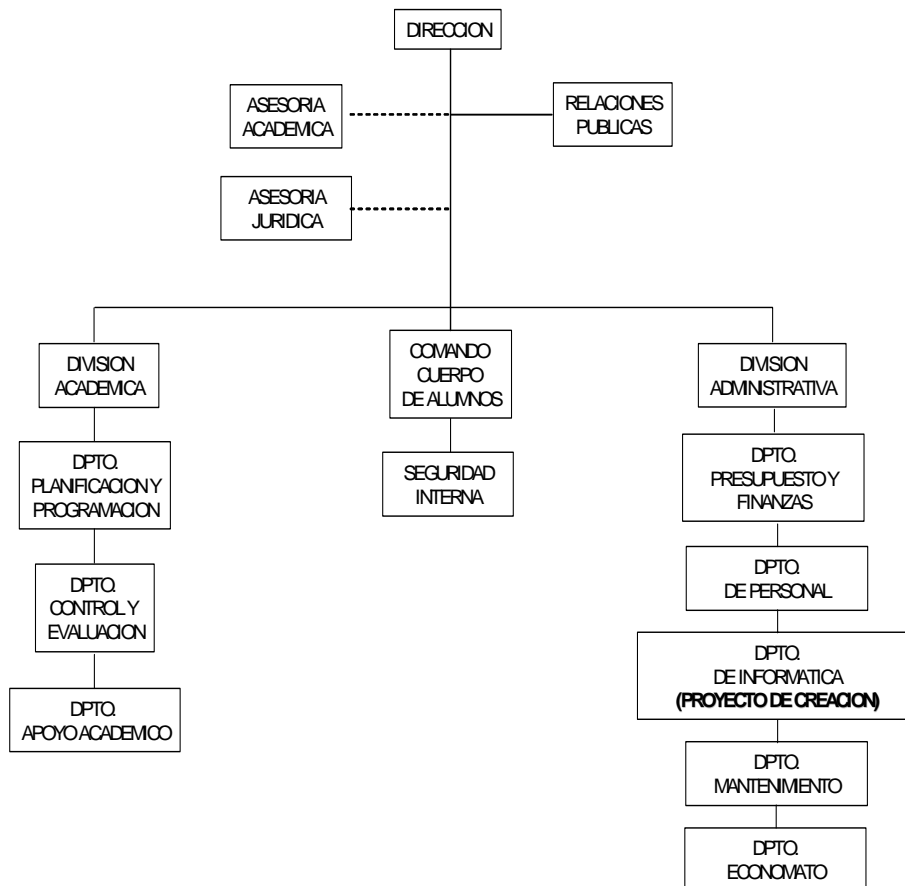 DIRECCION
ASESORIA
ACADEMICA
RELACIONES
PUBLICAS
ASESORIA
JURIDICA
DIVISION
ACADEMICA
COMANDO
CUERPO
DE ALUMNOS
DIVISION
ADMINISTRATIVA
DPTO.
PLANIFICACION Y
PROGRAMACION
SEGURIDAD
INTERNA
DPTO.
PRESUPUESTO Y
FINANZAS
DPTO.
CONTROL Y
EVALUACION
DPTO.
DE PERSONAL
DPTO.
APOYO ACADEMICO
DPTO.
DE INFORMATICA
(PROYECTO DE CREACION)
DPTO.
MANTENIMIENTO
DPTO.
ECONOMATO